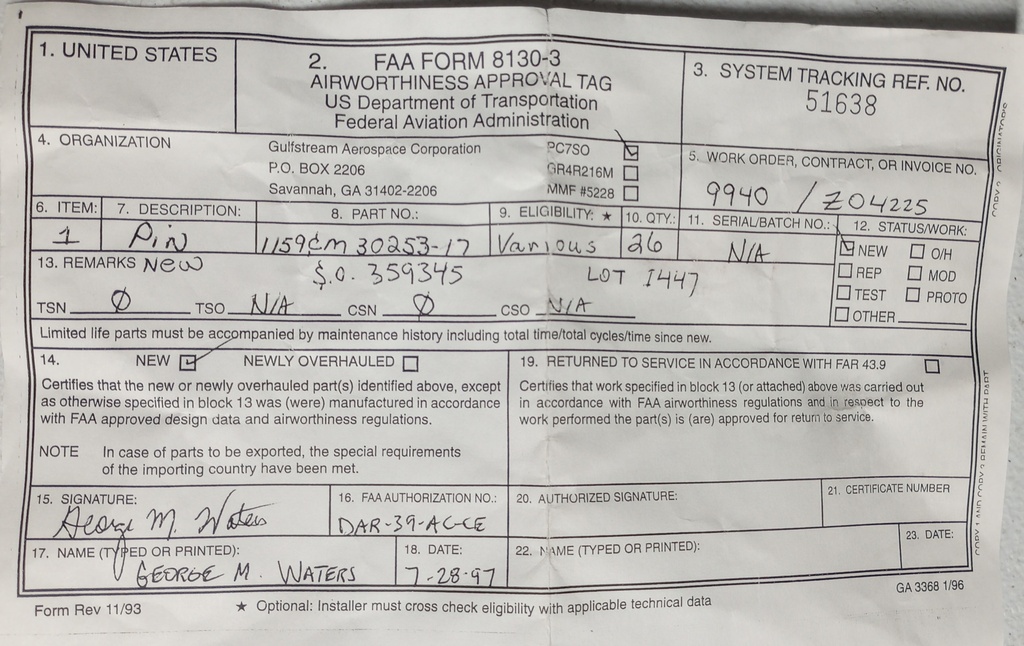 1. UNITED STATES
2. FAA FORM 8130-3
AIRWORTHINESS APPROVAL TAG
US Department of Transportation
Federal Aviation Administration
3. SYSTEM TRACKING REF. NO.
51638
4. ORGANIZATION
Gulfstream Aerospace Corporation
P.O. BOX 2206
Savannah, GA 31402-2206
PC7SO
GR4R216M
MMF #5228
5. WORK ORDER, CONTRACT, OR INVOICE NO.
9940 / Z04225
6. ITEM: 7. DESCRIPTION: 8. PART NO.: 9. ELIGIBILITY: ★ 10. QTY.: 11. SERIAL/BATCH NO.: 12. STATUS/WORK:
1 PiN 1159CM 30253-17 Various 26 N/A
NEW O/H
REP MOD
TEST PROTO
OTHER
13. REMARKS New S.O. 359345 LOT 1447
TSN 0 TSO N/A CSN 0 CSO N/A
Limited life parts must be accompanied by maintenance history including total time/total cycles/time since new.
14. NEW NEWLY OVERHAULED
Certifies that the new or newly overhauled part(s) identified above, except
as otherwise specified in block 13 was (were) manufactured in accordance
with FAA approved design data and airworthiness regulations.
NOTE In case of parts to be exported, the special requirements
of the importing country have been met.
19. RETURNED TO SERVICE IN ACCORDANCE WITH FAR 43.9
Certifies that work specified in block 13 (or attached) above was carried out
in accordance with FAA airworthiness regulations and in respect to the
work performed the part(s) is (are) approved for return to service.
15. SIGNATURE:
George M. Waters
16. FAA AUTHORIZATION NO.:
DAR-39-AC-CE
20. AUTHORIZED SIGNATURE:
21. CERTIFICATE NUMBER
17. NAME (TYPED OR PRINTED):
GEORGE M. WATERS
18. DATE:
7-28-97
22. NAME (TYPED OR PRINTED):
23. DATE:
Form Rev 11/93
★ Optional: Installer must cross check eligibility with applicable technical data
GA 3368 1/96
COPY 1 AND COPY 2 REMAIN WITH PART